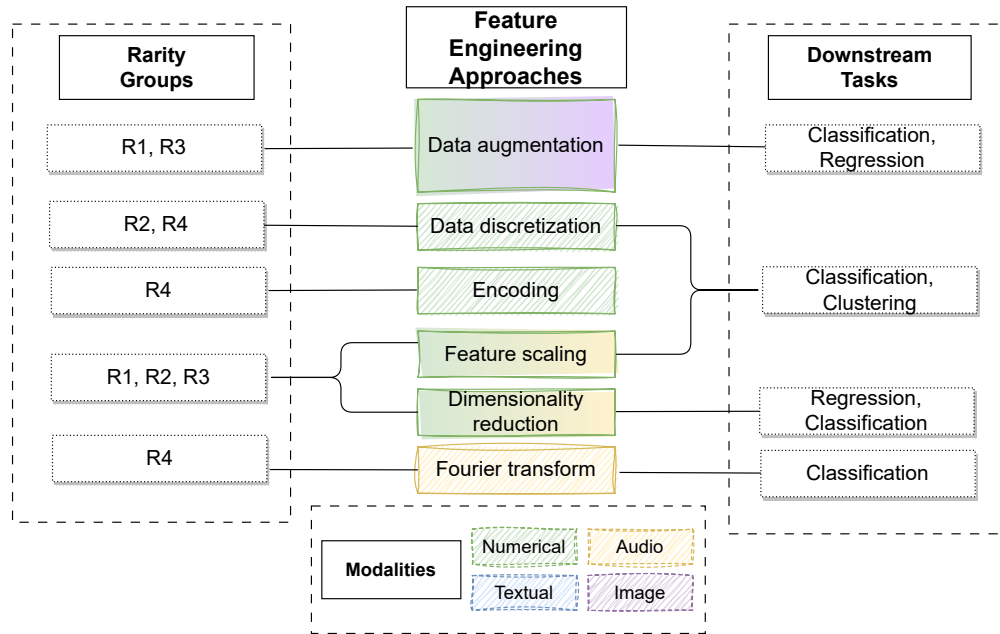 Rarity
Groups
R1, R3
R2, R4
R4
R1, R2, R3
R4
Feature
Engineering
Approaches
Data augmentation
Data discretization
Encoding
Feature scaling
Dimensionality
reduction
Fourier transform
Downstream
Tasks
Classification,
Regression
Classification,
Clustering
Regression,
Classification
Classification
Modalities
Numerical
Audio
Textual
Image